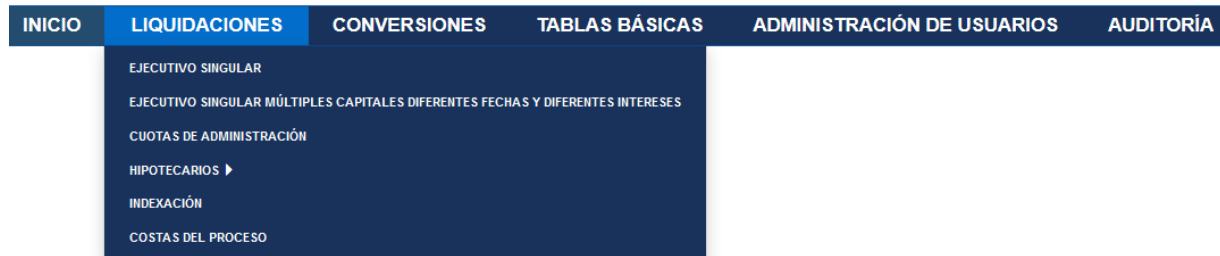 INICIO LIQUIDACIONES CONVERSIONES TABLAS BÁSICAS ADMINISTRACIÓN DE USUARIOS AUDITORÍA
EJECUTIVO SINGULAR
EJECUTIVO SINGULAR MÚLTIPLES CAPITALES DIFERENTES FECHAS Y DIFERENTES INTERESES
CUOTAS DE ADMINISTRACIÓN
HIPOTECARIOS
INDEXACIÓN
COSTAS DEL PROCESO